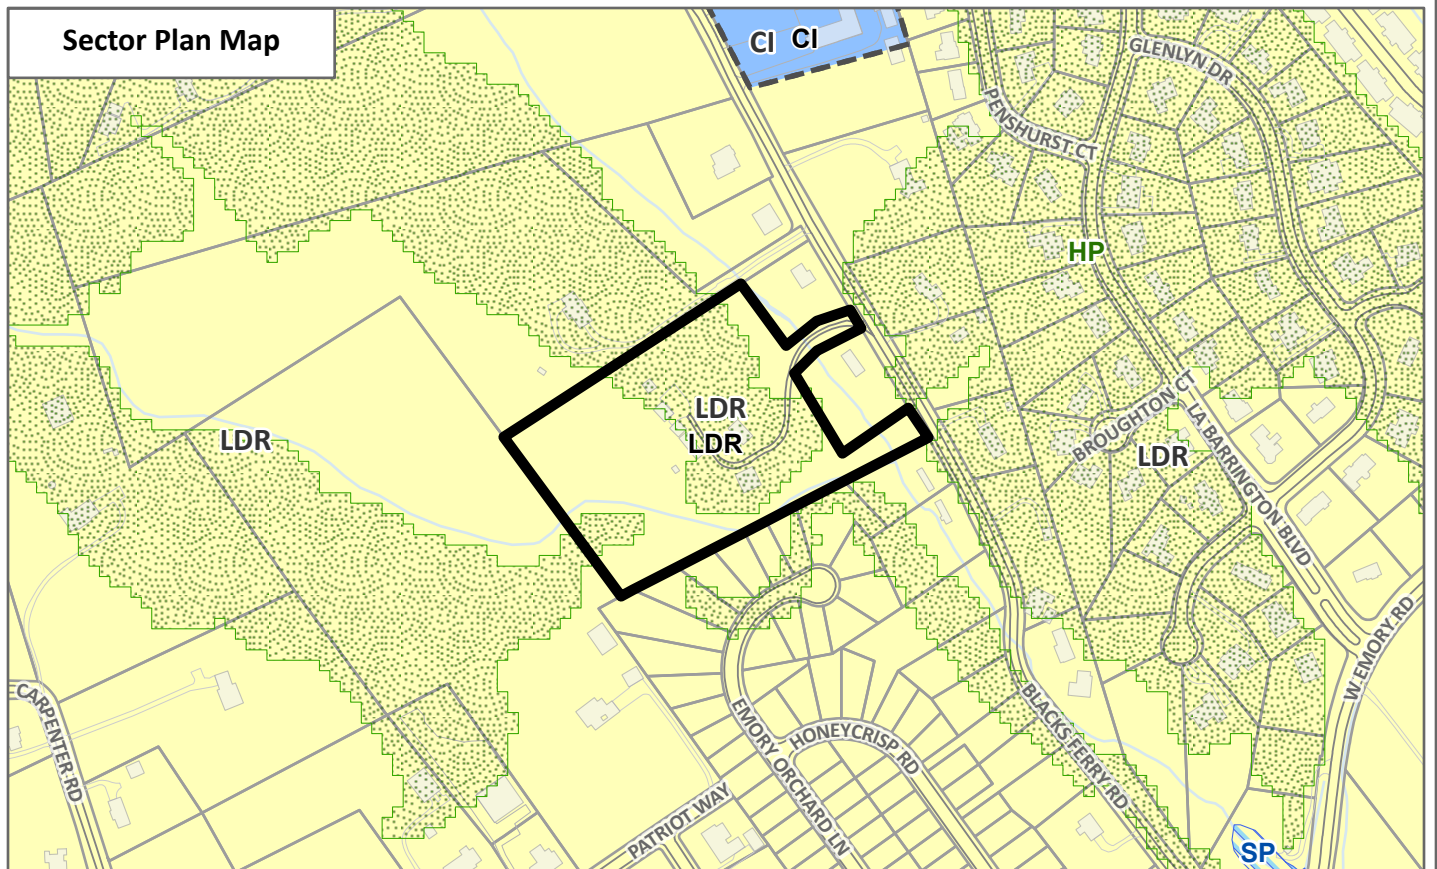 Sector Plan Map
CI
CI
GLENLYN DR
PENSHURST CT
HP
LDR
LDR
LDR
BROUGHTON CT
LDR
LA BARRINGTON BLVD
W EMORY RD
CARPENTER RD
EMORY ORCHARD LN
HONEYCRISP RD
BLACKS FERRY RD
PATRIOT WAY
SP